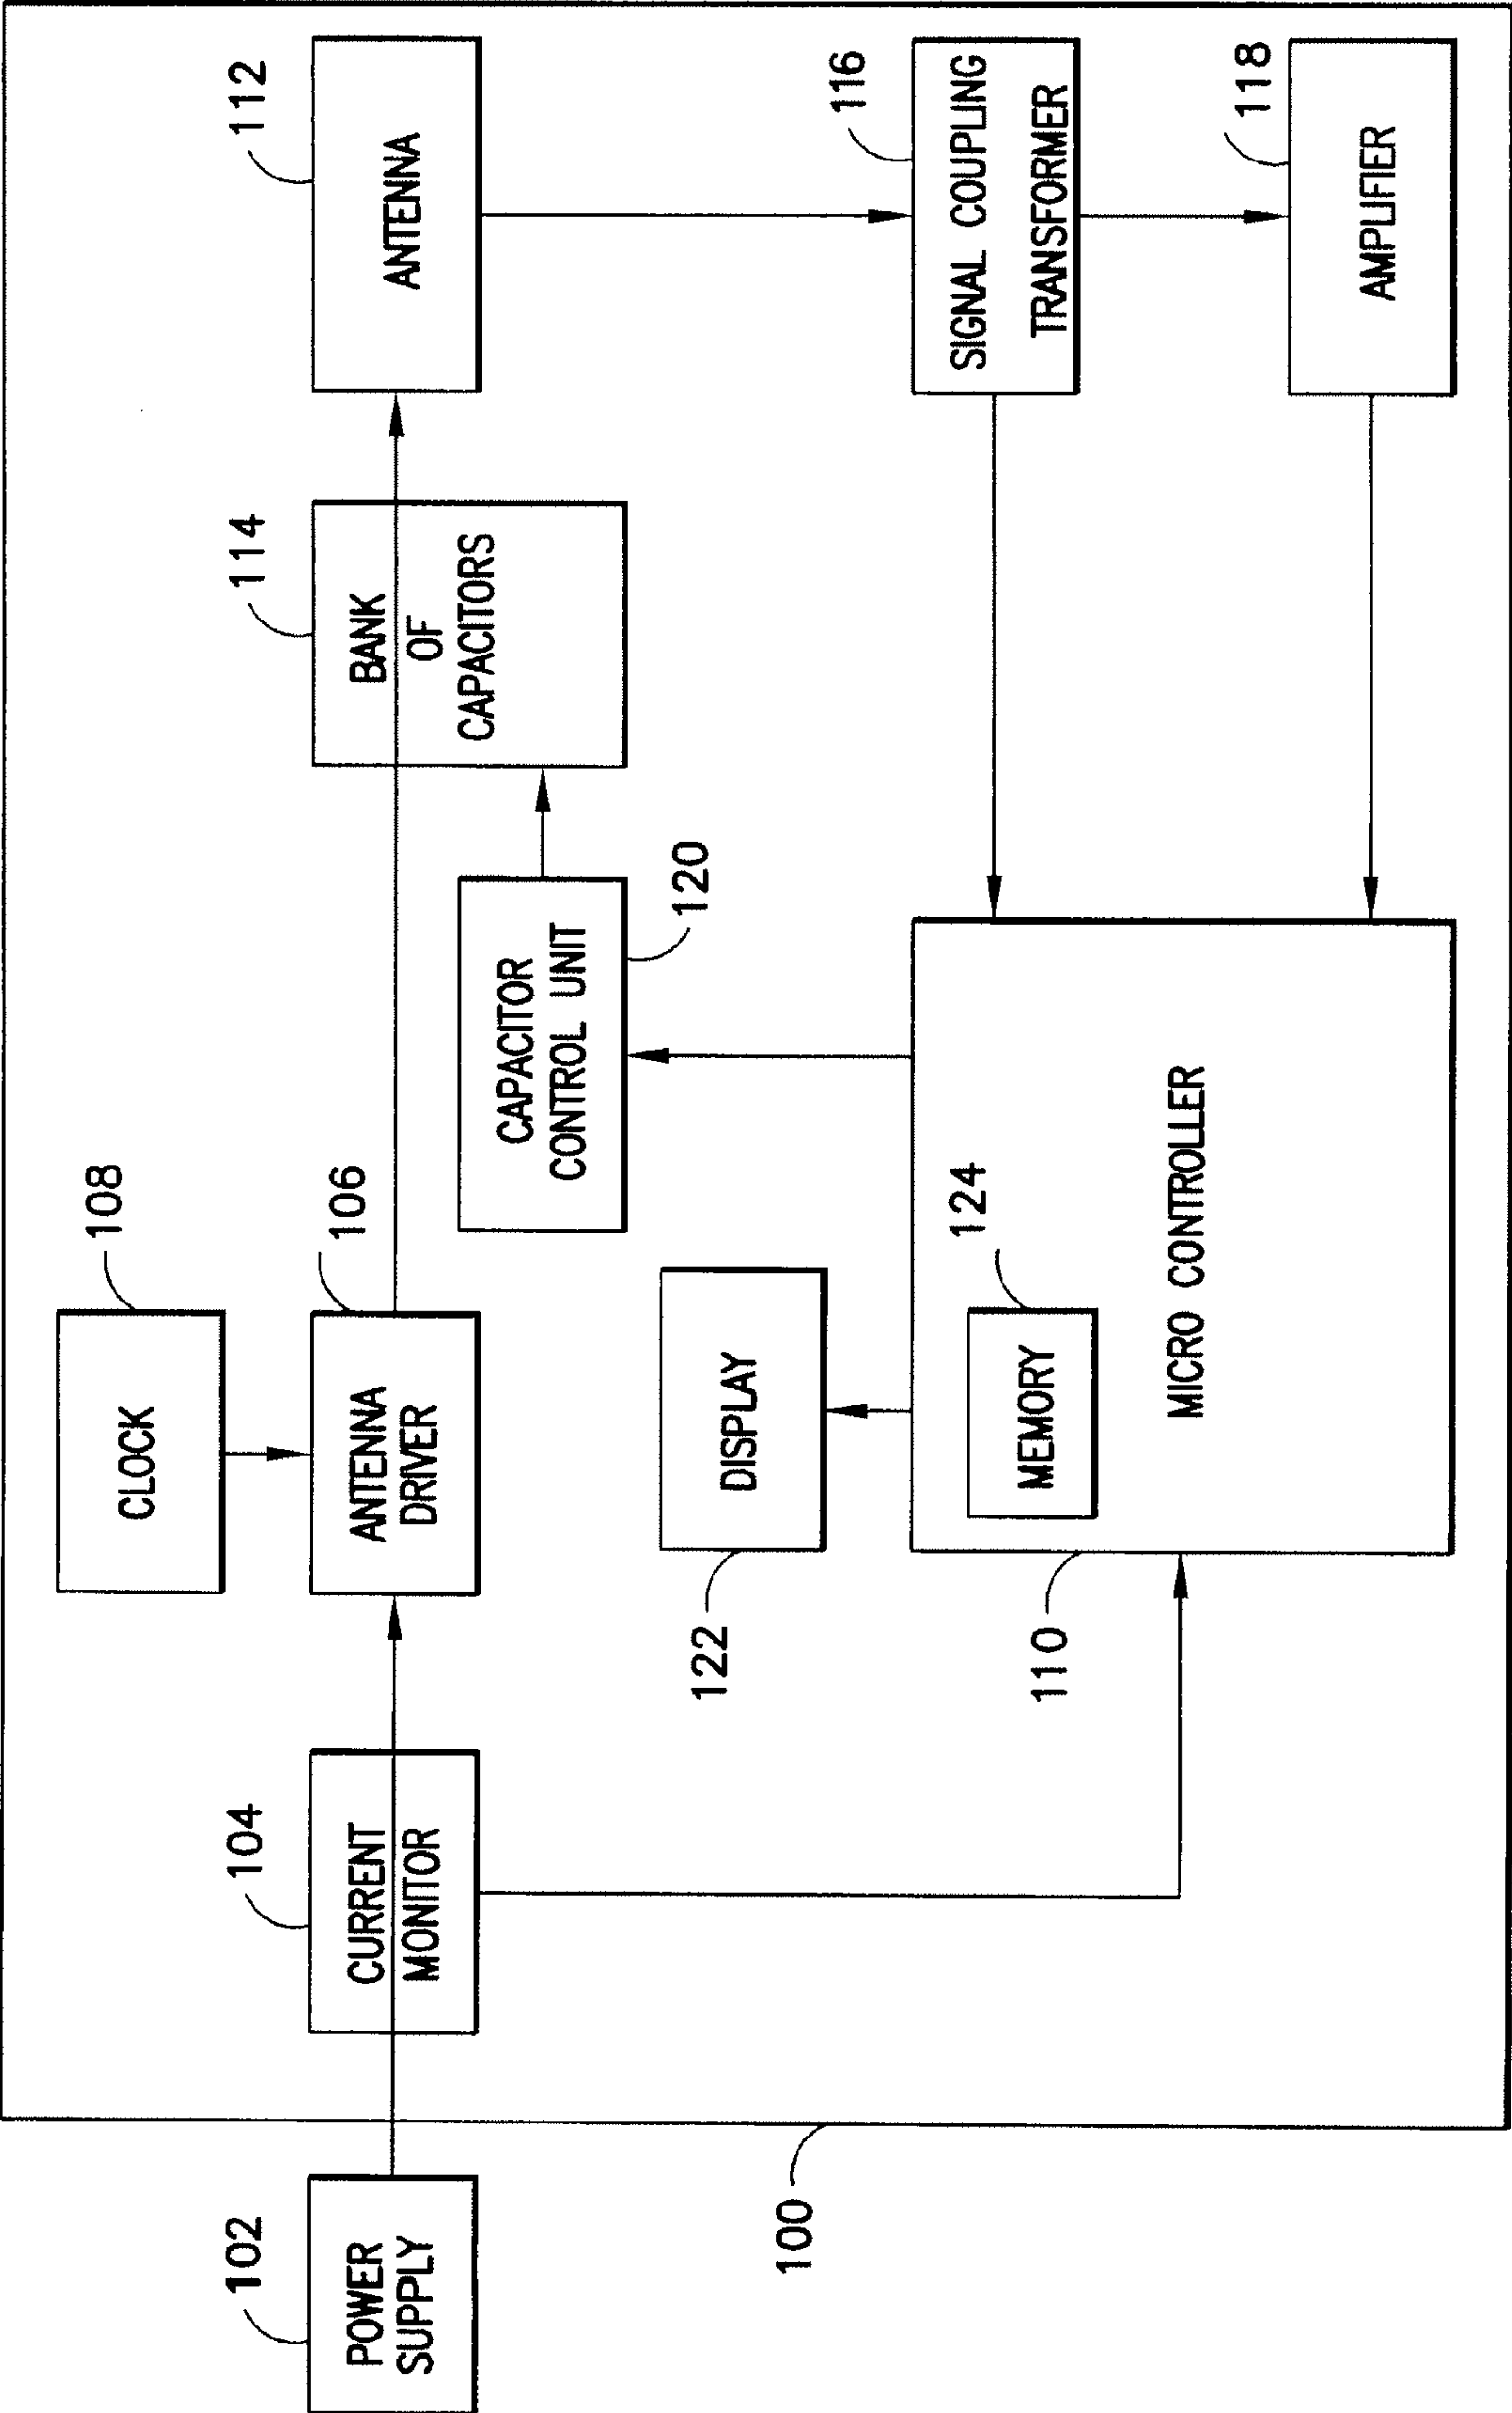 108
CLOCK
102
POWER
SUPPLY
104
CURRENT
MONITOR
106
ANTENNA
DRIVER
114
BANK
OF
CAPACITORS
112
ANTENNA
CAPACITOR
CONTROL UNIT
120
DISPLAY
122
100
110
124
MEMORY
MICRO CONTROLLER
116
SIGNAL COUPLING
TRANSFORMER
118
AMPLIFIER